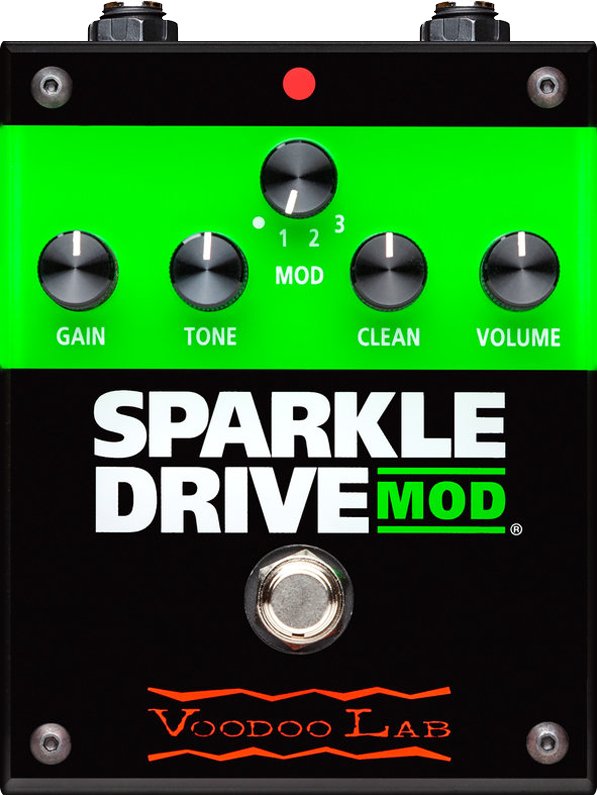 1 2 3
MOD
GAIN TONE CLEAN VOLUME
SPARKLE
DRIVE MOD ®
VOODOO LAB